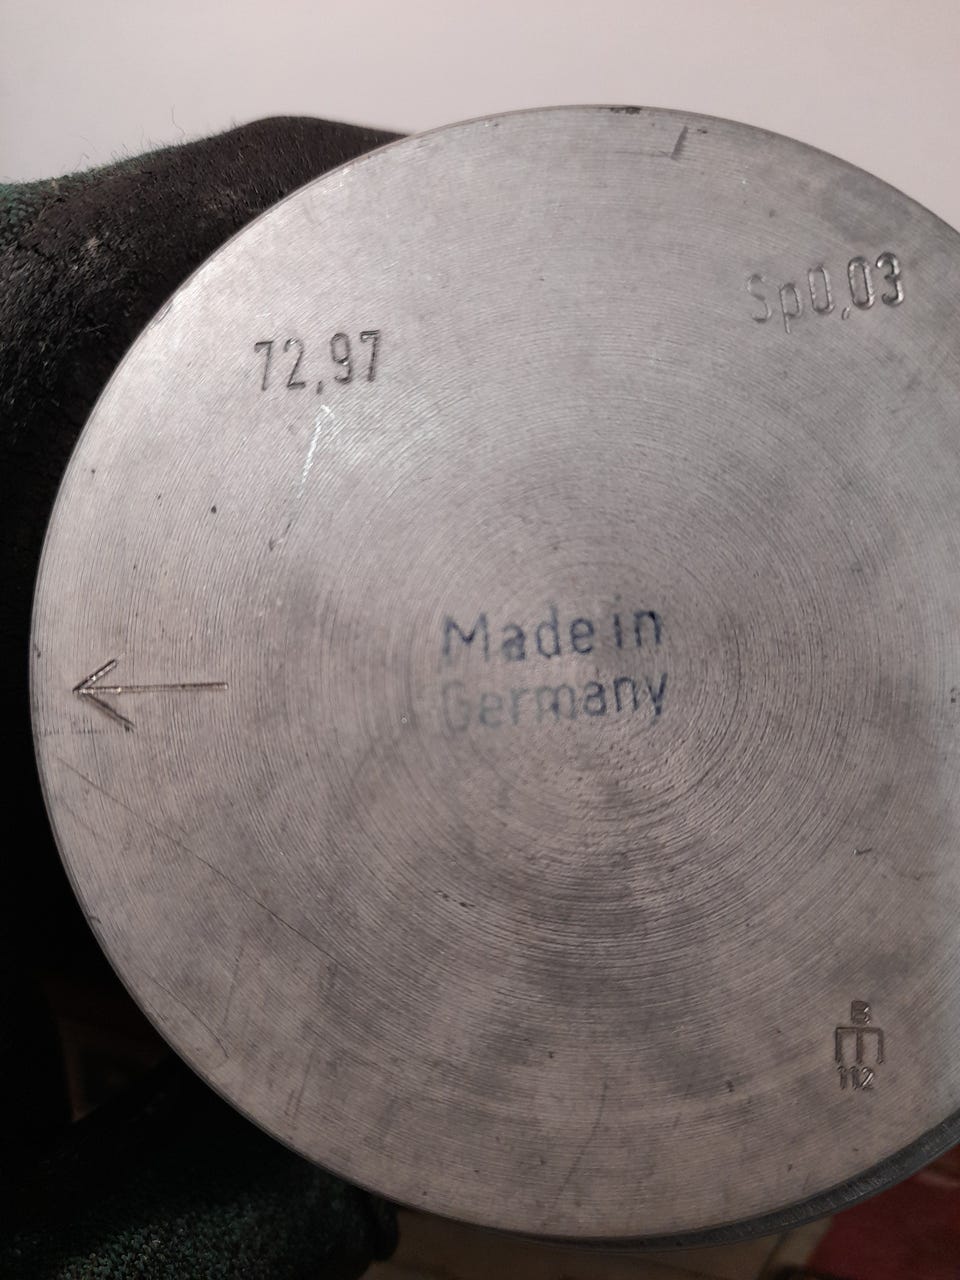 Sp0,03
72,97
Made in
Germany
B
112